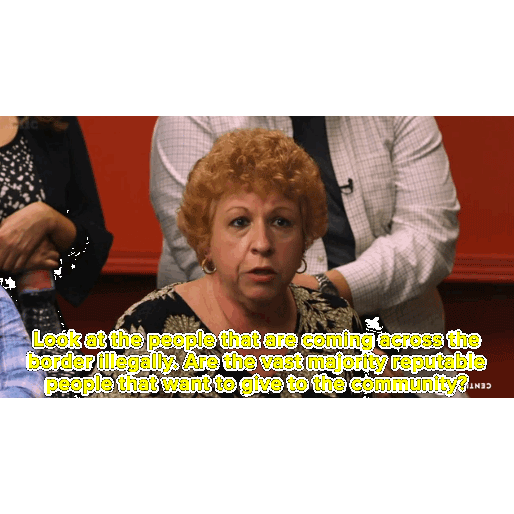 Look at the people that are coming across the
border illegally. Are the vast majority reputable
people that want to give to the community?